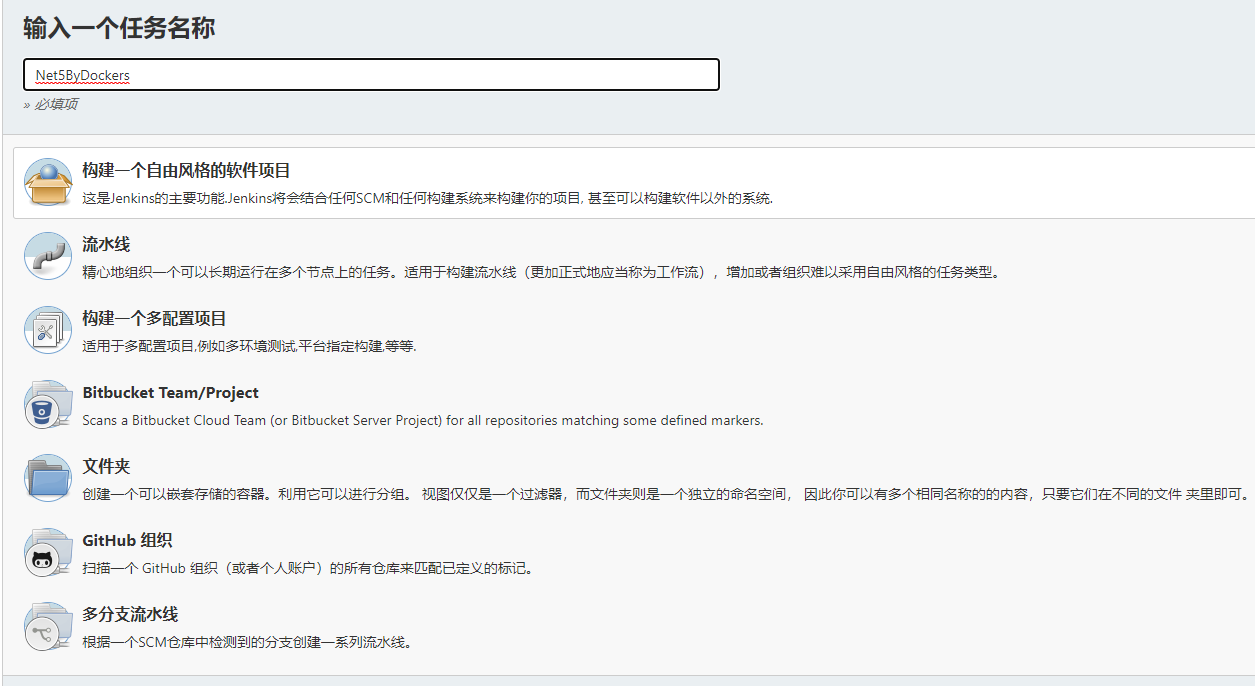 输入一个任务名称
Net5ByDockers
» 必填项
构建一个自由风格的软件项目
这是Jenkins的主要功能.Jenkins将会结合任何SCM和任何构建系统来构建你的项目, 甚至可以构建软件以外的系统.
流水线
精心地组织一个可以长期运行在多个节点上的任务。适用于构建流水线（更加正式地应当称为工作流），增加或者组织难以采用自由风格的任务类型。
构建一个多配置项目
适用于多配置项目,例如多环境测试,平台指定构建,等等.
Bitbucket Team/Project
Scans a Bitbucket Cloud Team (or Bitbucket Server Project) for all repositories matching some defined markers.
文件夹
创建一个可以嵌套存储的容器。利用它可以进行分组。 视图仅仅是一个过滤器，而文件夹则是一个独立的命名空间， 因此你可以有多个相同名称的的内容，只要它们在不同的文件 夹里即可。
GitHub 组织
扫描一个 GitHub 组织（或者个人账户）的所有仓库来匹配已定义的标记。
多分支流水线
根据一个SCM仓库中检测到的分支创建一系列流水线。